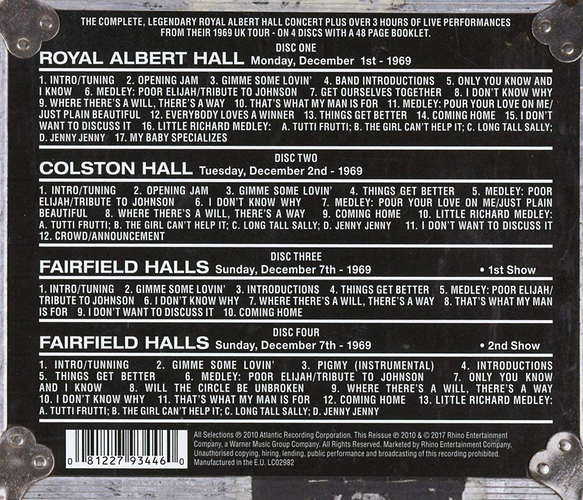 THE COMPLETE, LEGENDARY ROYAL ALBERT HALL CONCERT PLUS OVER 3 HOURS OF LIVE PERFORMANCES
FROM THEIR 1969 UK TOUR - ON 4 DISCS WITH A 48 PAGE BOOKLET.
DISC ONE
ROYAL ALBERT HALL Monday, December 1st - 1969
1. INTRO/TUNING 2. OPENING JAM 3. GIMME SOME LOVIN' 4. BAND INTRODUCTIONS 5. ONLY YOU KNOW AND
I KNOW 6. MEDLEY: POOR ELIJAH/TRIBUTE TO JOHNSON 7. GET OURSELVES TOGETHER 8. I DON'T KNOW WHY
9. WHERE THERE'S A WILL, THERE'S A WAY 10. THAT'S WHAT MY MAN IS FOR 11. MEDLEY: POUR YOUR LOVE ON ME/
JUST PLAIN BEAUTIFUL 12. EVERYBODY LOVES A WINNER 13. THINGS GET BETTER 14. COMING HOME 15. I DON'T
WANT TO DISCUSS IT 16. LITTLE RICHARD MEDLEY: A. TUTTI FRUTTI; B. THE GIRL CAN'T HELP IT; C. LONG TALL SALLY;
D. JENNY JENNY 17. MY BABY SPECIALIZES
DISC TWO
COLSTON HALL Tuesday, December 2nd - 1969
1. INTRO/TUNING 2. OPENING JAM 3. GIMME SOME LOVIN' 4. THINGS GET BETTER 5. MEDLEY: POOR
ELIJAH/TRIBUTE TO JOHNSON 6. I DON'T KNOW WHY 7. MEDLEY: POUR YOUR LOVE ON ME/JUST PLAIN
BEAUTIFUL 8. WHERE THERE'S A WILL, THERE'S A WAY 9. COMING HOME 10. LITTLE RICHARD MEDLEY:
A. TUTTI FRUTTI; B. THE GIRL CAN'T HELP IT; C. LONG TALL SALLY; D. JENNY JENNY 11. I DON'T WANT TO DISCUSS IT
12. CROWD/ANNOUNCEMENT
DISC THREE
FAIRFIELD HALLS Sunday, December 7th - 1969 • 1st Show
1. INTRO/TUNING 2. GIMME SOME LOVIN' 3. INTRODUCTIONS 4. THINGS GET BETTER 5. MEDLEY: POOR ELIJAH/
TRIBUTE TO JOHNSON 6. I DON'T KNOW WHY 7. WHERE THERE'S A WILL, THERE'S A WAY 8. THAT'S WHAT MY MAN
IS FOR 9. I DON'T WANT TO DISCUSS IT 10. COMING HOME
DISC FOUR
FAIRFIELD HALLS Sunday, December 7th - 1969 • 2nd Show
1. INTRO/TUNNING 2. GIMME SOME LOVIN' 3. PIGMY (INSTRUMENTAL) 4. INTRODUCTIONS
5. THINGS GET BETTER 6. MEDLEY: POOR ELIJAH/TRIBUTE TO JOHNSON 7. ONLY YOU KNOW
AND I KNOW 8. WILL THE CIRCLE BE UNBROKEN 9. WHERE THERE'S A WILL, THERE'S A WAY
10. I DON'T KNOW WHY 11. THAT'S WHAT MY MAN IS FOR 12. COMING HOME 13. LITTLE RICHARD MEDLEY:
A. TUTTI FRUTTI; B. THE GIRL CAN'T HELP IT; C. LONG TALL SALLY; D. JENNY JENNY
All Selections ℗ 2010 Atlantic Recording Corporation. This Reissue ℗ 2010 & © 2017 Rhino Entertainment
Company, a Warner Music Group Company. All Rights Reserved. Marketed by Rhino Entertainment Company.
Unauthorised copying, hiring, lending, public performance and broadcasting of this recording prohibited.
Manufactured in the E.U. LC02982
0 81227 93446 0